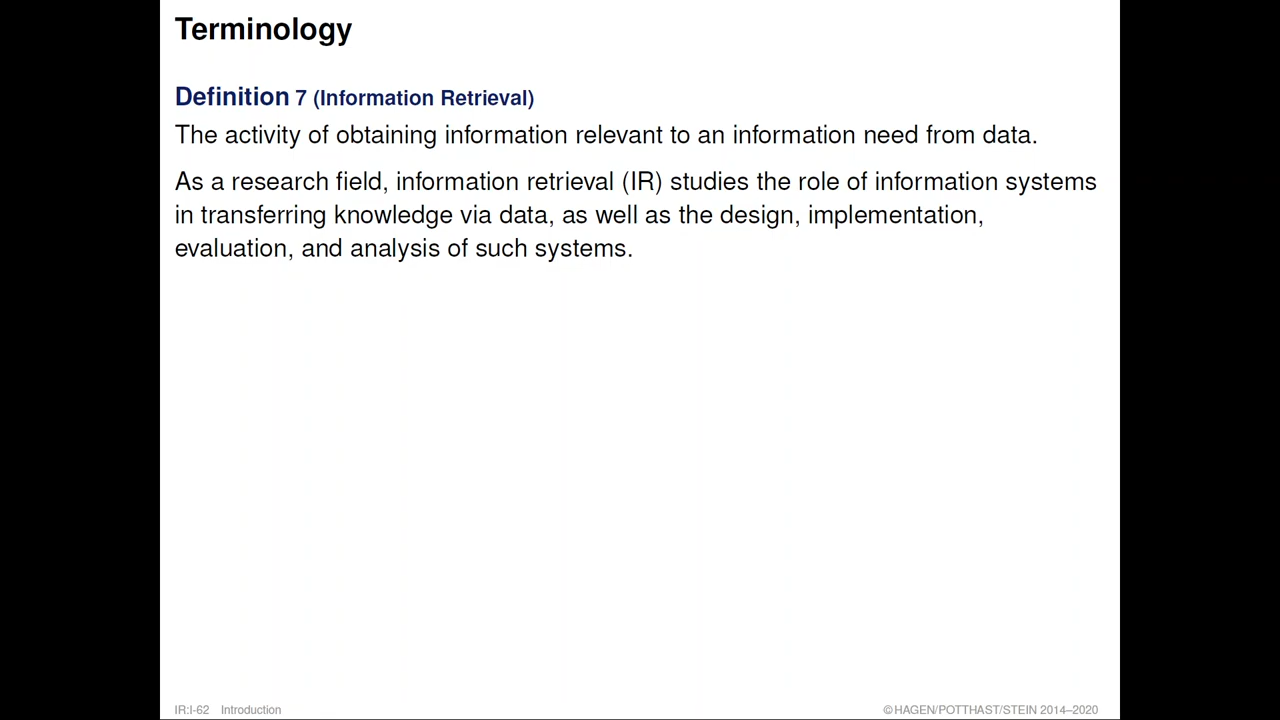 Terminology
Definition 7 (Information Retrieval)
The activity of obtaining information relevant to an information need from data.
As a research field, information retrieval (IR) studies the role of information systems
in transferring knowledge via data, as well as the design, implementation,
evaluation, and analysis of such systems.
IR:I-62 Introduction
©HAGEN/POTTHAST/STEIN 2014–2020